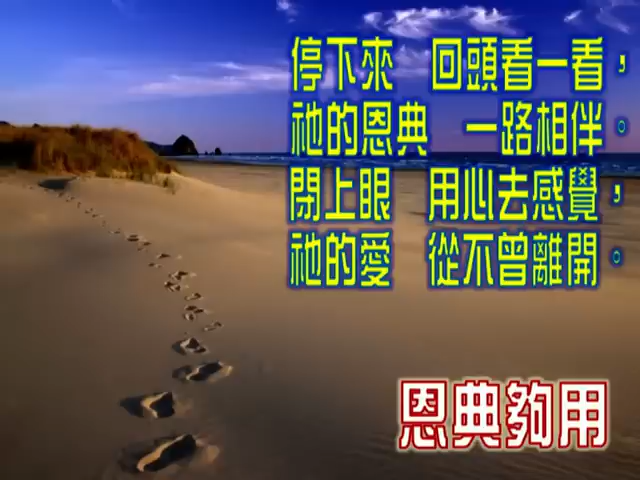 停下來　回頭看一看，
祂的恩典　一路相伴。
閉上眼　用心去感覺，
祂的愛　從不曾離開。
恩典夠用